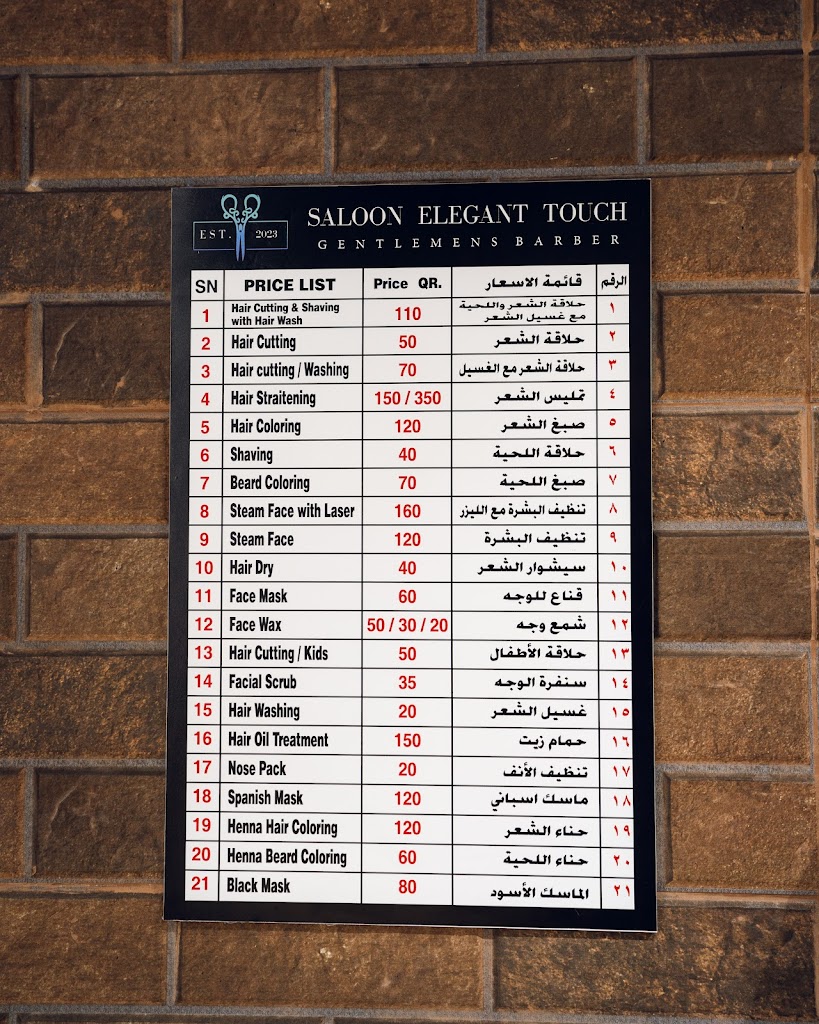 EST. 2023
SALOON ELEGANT TOUCH
GENTLEMENS BARBER
SN PRICE LIST Price QR. قائمة الاسعار الرقم
1 Hair Cutting & Shaving with Hair Wash 110 حلاقة الشعر واللحية مع غسيل الشعر ١
2 Hair Cutting 50 حلاقة الشعر ٢
3 Hair cutting / Washing 70 حلاقة الشعر مع الغسيل ٣
4 Hair Straitening 150 / 350 تمليس الشعر ٤
5 Hair Coloring 120 صبغ الشعر ٥
6 Shaving 40 حلاقة اللحية ٦
7 Beard Coloring 70 صبغ اللحية ٧
8 Steam Face with Laser 160 تنظيف البشرة مع الليزر ٨
9 Steam Face 120 تنظيف البشرة ٩
10 Hair Dry 40 سيشوار الشعر ١٠
11 Face Mask 60 قناع للوجه ١١
12 Face Wax 50 / 30 / 20 شمع وجه ١٢
13 Hair Cutting / Kids 50 حلاقة الأطفال ١٣
14 Facial Scrub 35 سنفرة الوجه ١٤
15 Hair Washing 20 غسيل الشعر ١٥
16 Hair Oil Treatment 150 حمام زيت ١٦
17 Nose Pack 20 تنظيف الأنف ١٧
18 Spanish Mask 120 ماسك اسباني ١٨
19 Henna Hair Coloring 120 حناء الشعر ١٩
20 Henna Beard Coloring 60 حناء اللحية ٢٠
21 Black Mask 80 الماسك الأسود ٢١